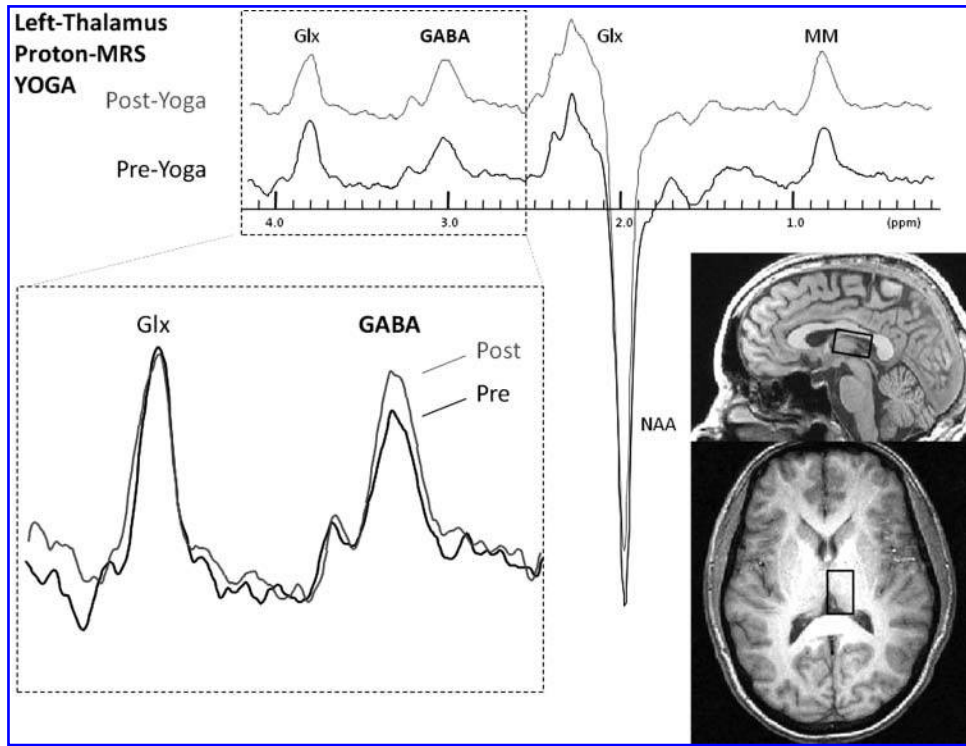 Left-Thalamus
Proton-MRS
YOGA
Glx GABA Glx MM
Post-Yoga
Pre-Yoga
4.0 3.0 2.0 1.0 (ppm)
Glx GABA
Post
Pre
NAA